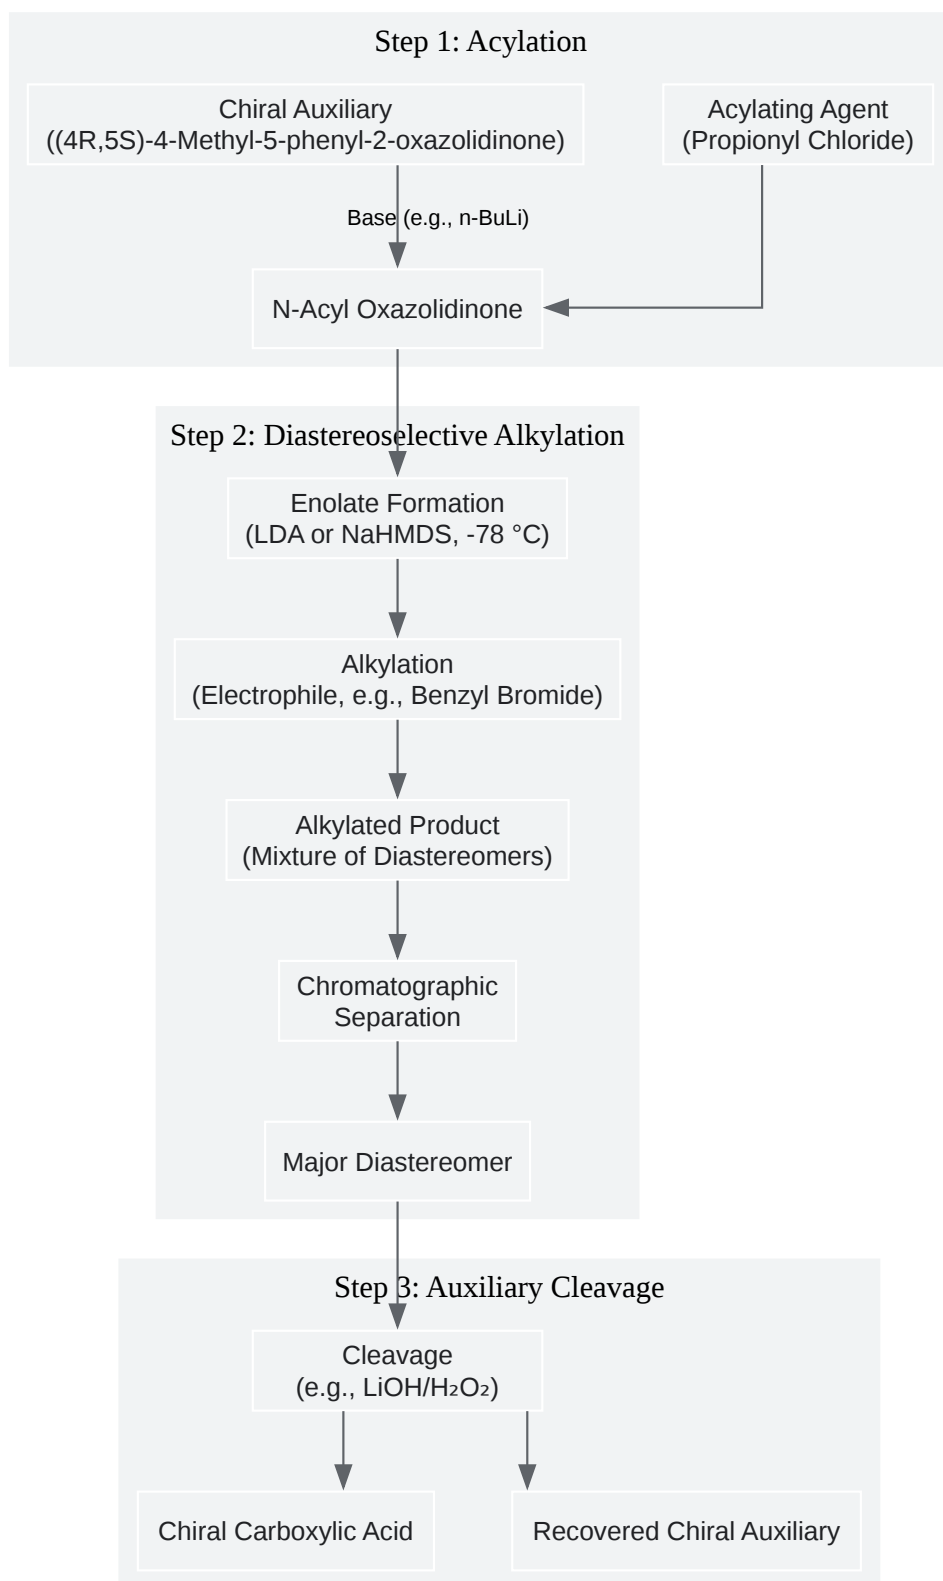 Step 1: Acylation
Chiral Auxiliary
((4R,5S)-4-Methyl-5-phenyl-2-oxazolidinone)
Acylating Agent
(Propionyl Chloride)
Base (e.g., n-BuLi)
N-Acyl Oxazolidinone
Step 2: Diastereoselective Alkylation
Enolate Formation
(LDA or NaHMDS, -78 °C)
Alkylation
(Electrophile, e.g., Benzyl Bromide)
Alkylated Product
(Mixture of Diastereomers)
Chromatographic
Separation
Major Diastereomer
Step 3: Auxiliary Cleavage
Cleavage
(e.g., LiOH/H₂O₂)
Chiral Carboxylic Acid
Recovered Chiral Auxiliary